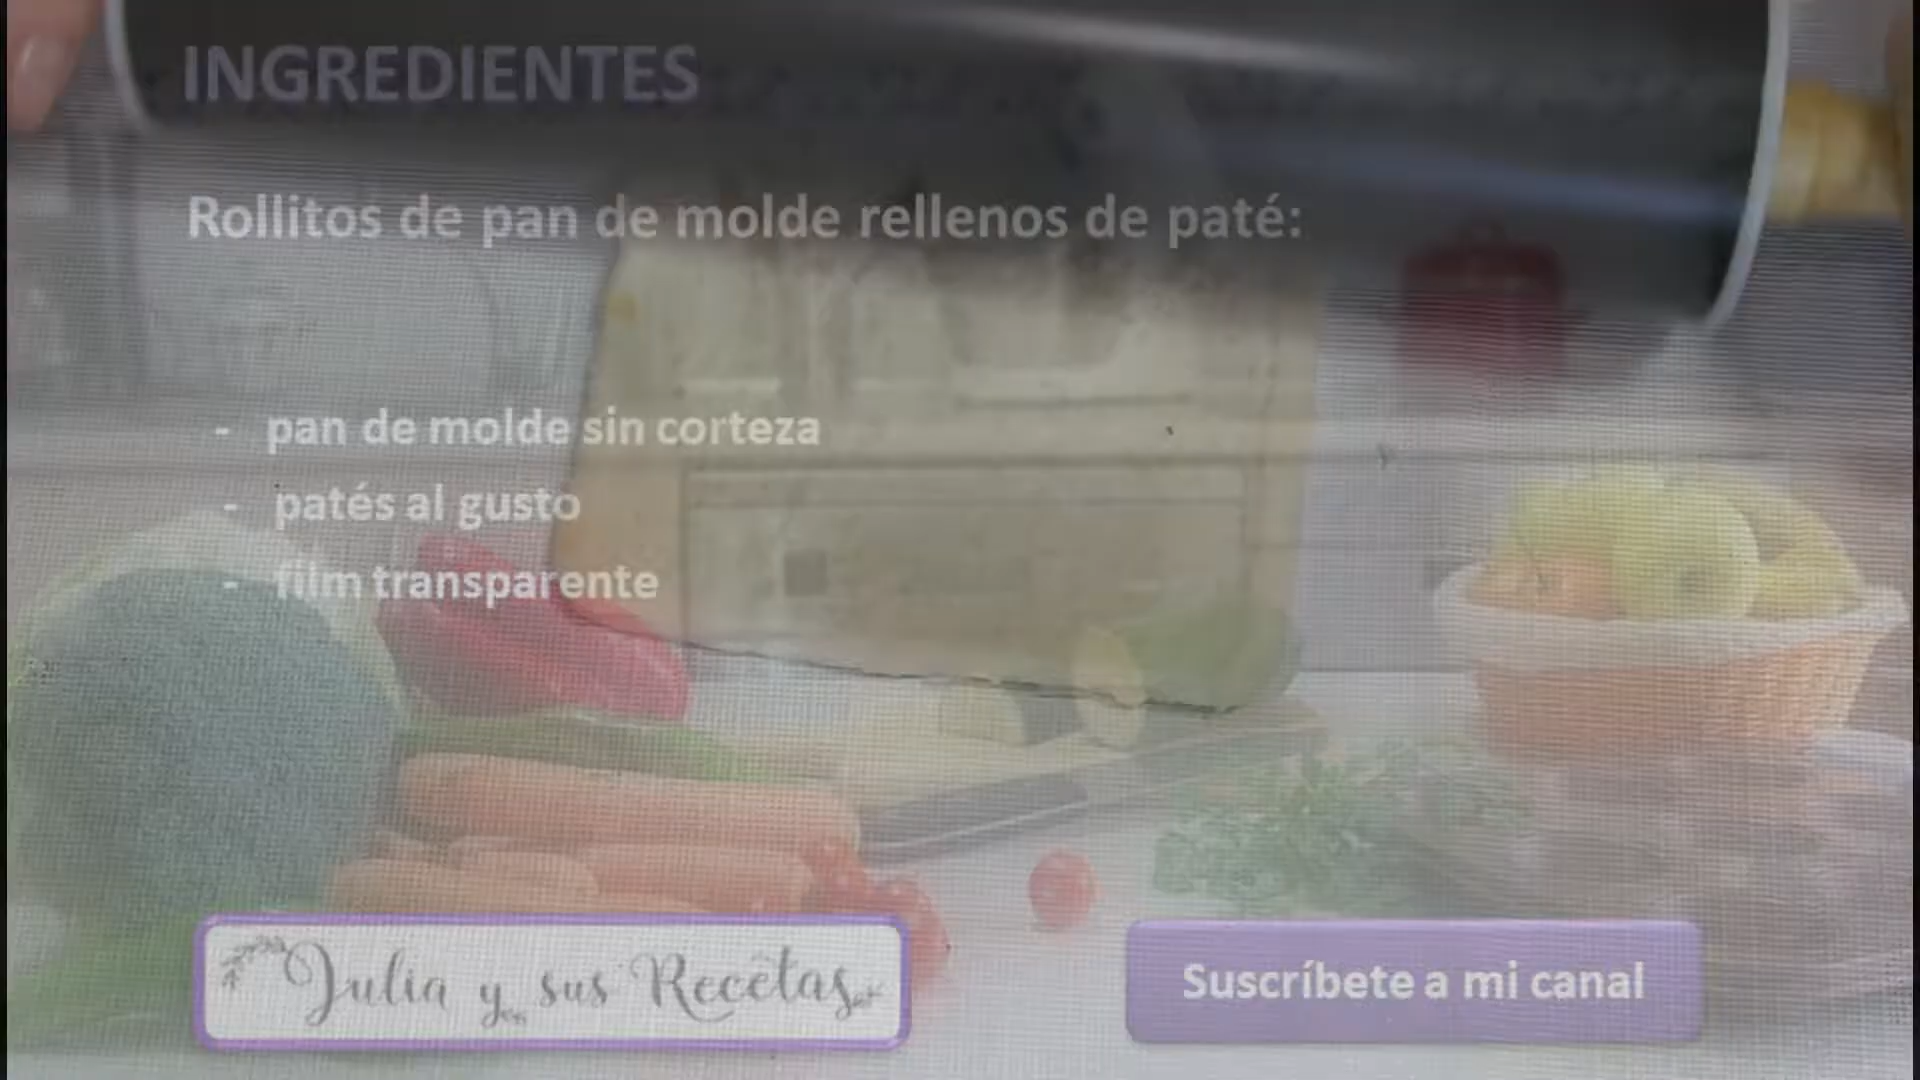 INGREDIENTES
Rollitos de pan de molde rellenos de paté:
- pan de molde sin corteza
- patés al gusto
- film transparente
Julia y sus Recetas
Suscríbete a mi canal